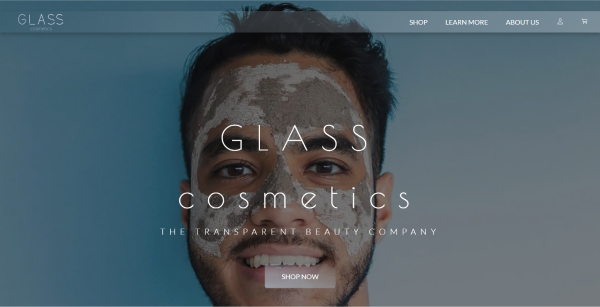 GLASS
cosmetics
SHOP
LEARN MORE
ABOUT US
GLASS
cosmetics
THE TRANSPARENT BEAUTY COMPANY
SHOP NOW